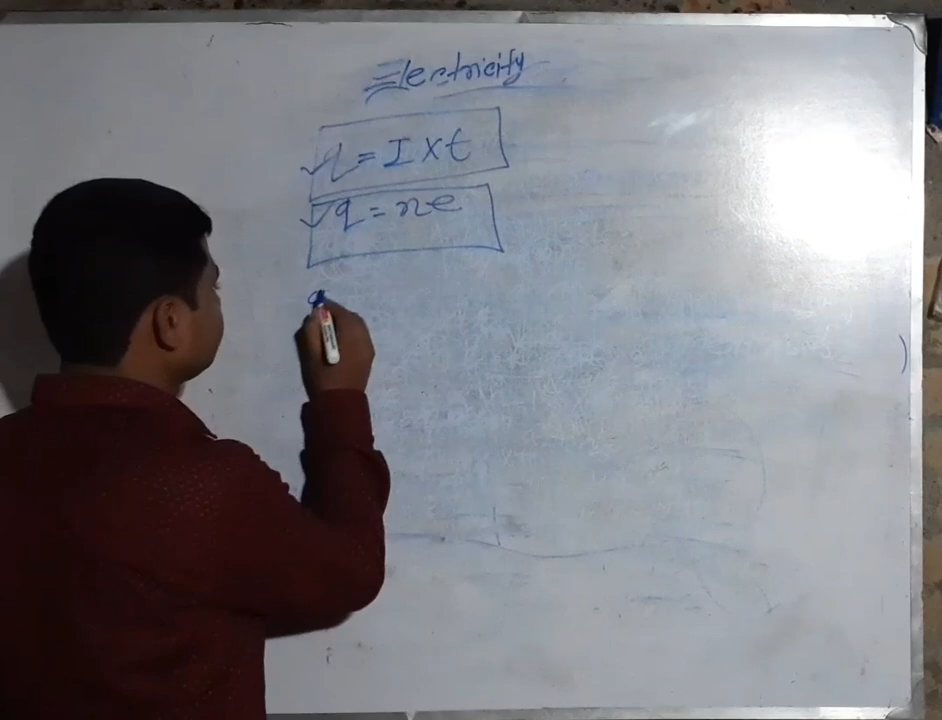 Electricity
q = I x t
q = ne